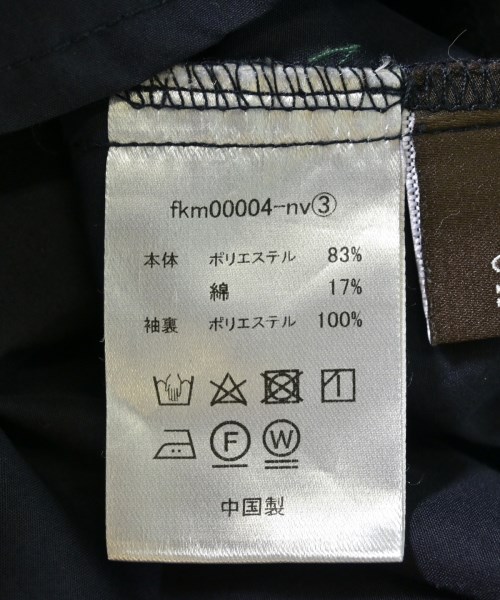 fkm00004-nv③
本体 ポリエステル 83%
綿 17%
袖裏 ポリエステル 100%
F W
中国製